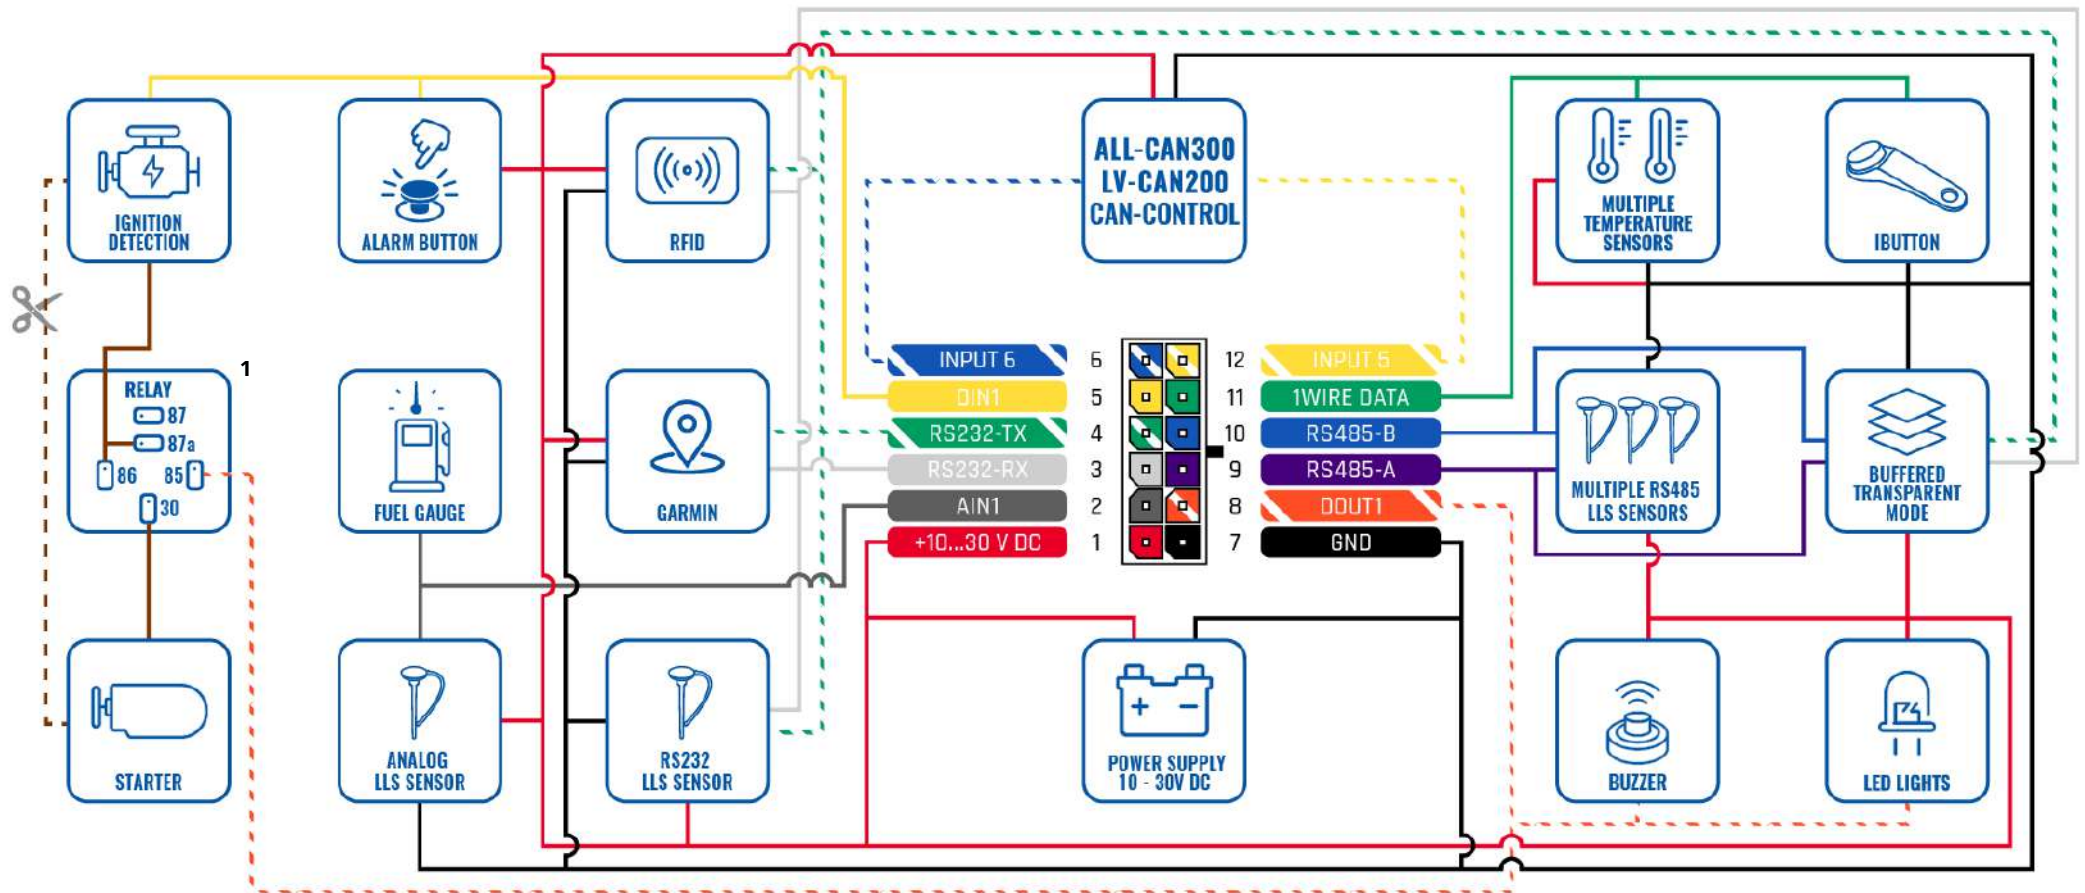 ALL-CAN300
LV-CAN200
CAN-CONTROL
IGNITION
DETECTION
ALARM BUTTON
RFID
MULTIPLE
TEMPERATURE
SENSORS
IBUTTON
1
RELAY
87
87a
86
85
30
FUEL GAUGE
GARMIN
INPUT 6
6
12
INPUT 5
DIN1
5
11
1WIRE DATA
RS232-TX
4
10
RS485-B
RS232-RX
3
9
RS485-A
AIN1
2
8
DOUT1
+10...30 V DC
1
7
GND
MULTIPLE RS485
LLS SENSORS
BUFFERED
TRANSPARENT
MODE
STARTER
ANALOG
LLS SENSOR
RS232
LLS SENSOR
POWER SUPPLY
10 - 30V DC
BUZZER
LED LIGHTS